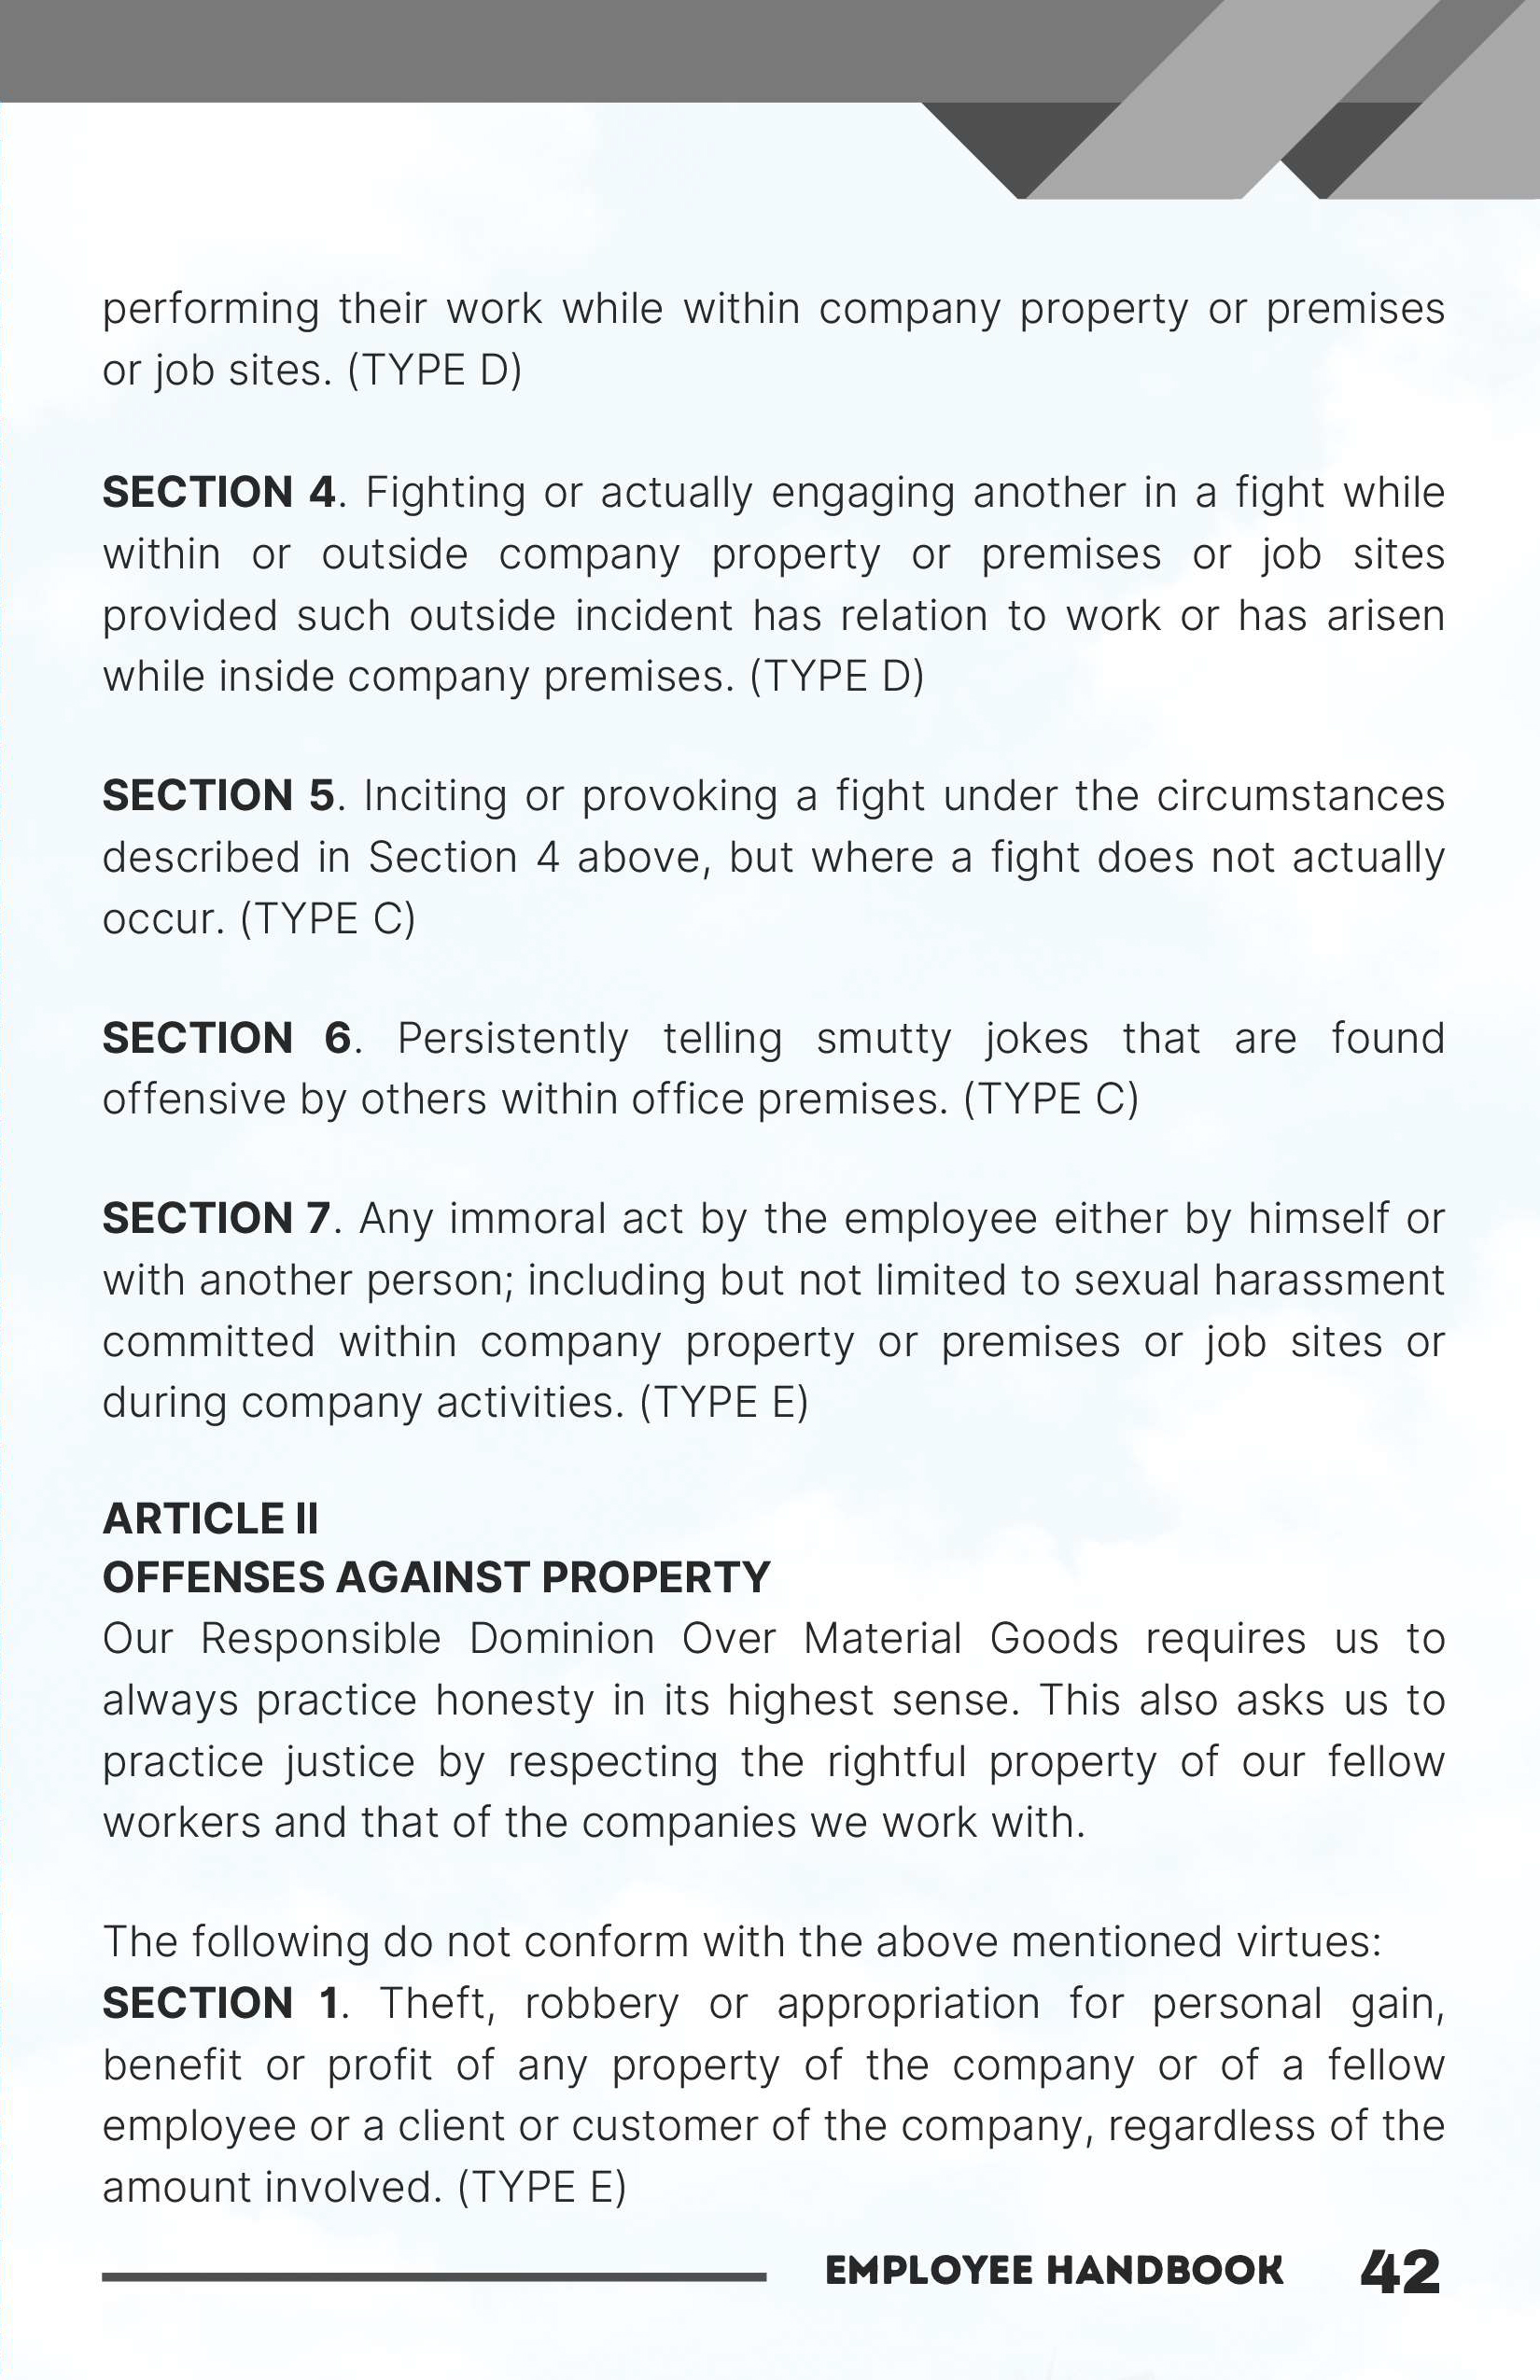 performing their work while within company property or premises
or job sites. (TYPE D)
SECTION 4. Fighting or actually engaging another in a fight while
within or outside company property or premises or job sites
provided such outside incident has relation to work or has arisen
while inside company premises. (TYPE D)
SECTION 5. Inciting or provoking a fight under the circumstances
described in Section 4 above, but where a fight does not actually
occur. (TYPE C)
SECTION 6. Persistently telling smutty jokes that are found
offensive by others within office premises. (TYPE C)
SECTION 7. Any immoral act by the employee either by himself or
with another person; including but not limited to sexual harassment
committed within company property or premises or job sites or
during company activities. (TYPE E)
ARTICLE II
OFFENSES AGAINST PROPERTY
Our Responsible Dominion Over Material Goods requires us to
always practice honesty in its highest sense. This also asks us to
practice justice by respecting the rightful property of our fellow
workers and that of the companies we work with.
The following do not conform with the above mentioned virtues:
SECTION 1. Theft, robbery or appropriation for personal gain,
benefit or profit of any property of the company or of a fellow
employee or a client or customer of the company, regardless of the
amount involved. (TYPE E)
EMPLOYEE HANDBOOK 42